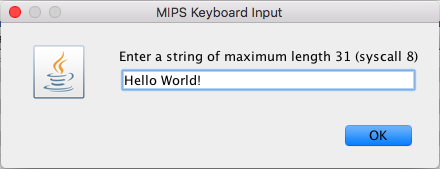 MIPS Keyboard Input
Enter a string of maximum length 31 (syscall 8)
Hello World!
OK